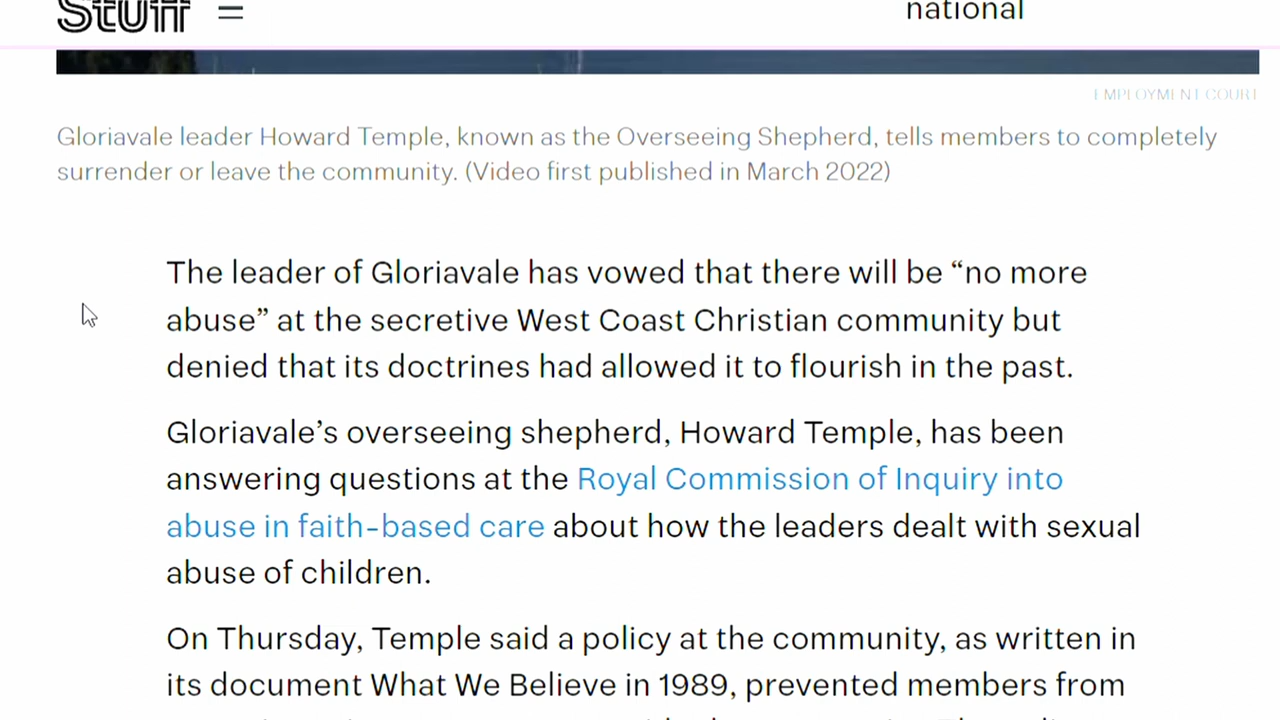 Stuff
national
EMPLOYMENT COURT
Gloriavale leader Howard Temple, known as the Overseeing Shepherd, tells members to completely
surrender or leave the community. (Video first published in March 2022)
The leader of Gloriavale has vowed that there will be “no more
abuse” at the secretive West Coast Christian community but
denied that its doctrines had allowed it to flourish in the past.
Gloriavale’s overseeing shepherd, Howard Temple, has been
answering questions at the Royal Commission of Inquiry into
abuse in faith-based care about how the leaders dealt with sexual
abuse of children.
On Thursday, Temple said a policy at the community, as written in
its document What We Believe in 1989, prevented members from